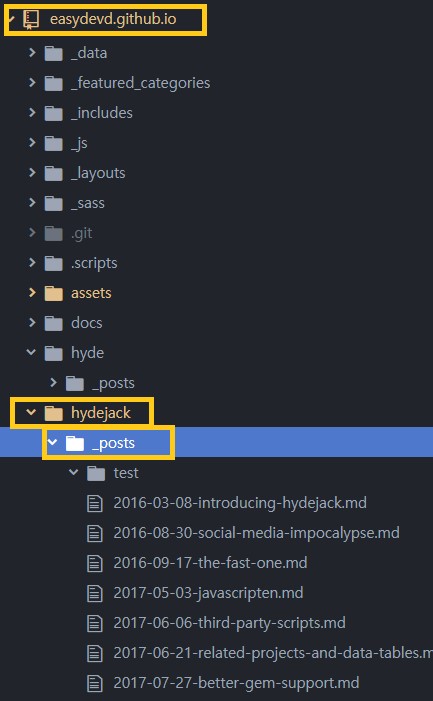 easydevd.github.io
_data
_featured_categories
_includes
_js
_layouts
_sass
.git
.scripts
assets
docs
hyde
_posts
hydejack
_posts
test
2016-03-08-introducing-hydejack.md
2016-08-30-social-media-impocalypse.md
2016-09-17-the-fast-one.md
2017-05-03-javascripten.md
2017-06-06-third-party-scripts.md
2017-06-21-related-projects-and-data-tables.m
2017-07-27-better-gem-support.md